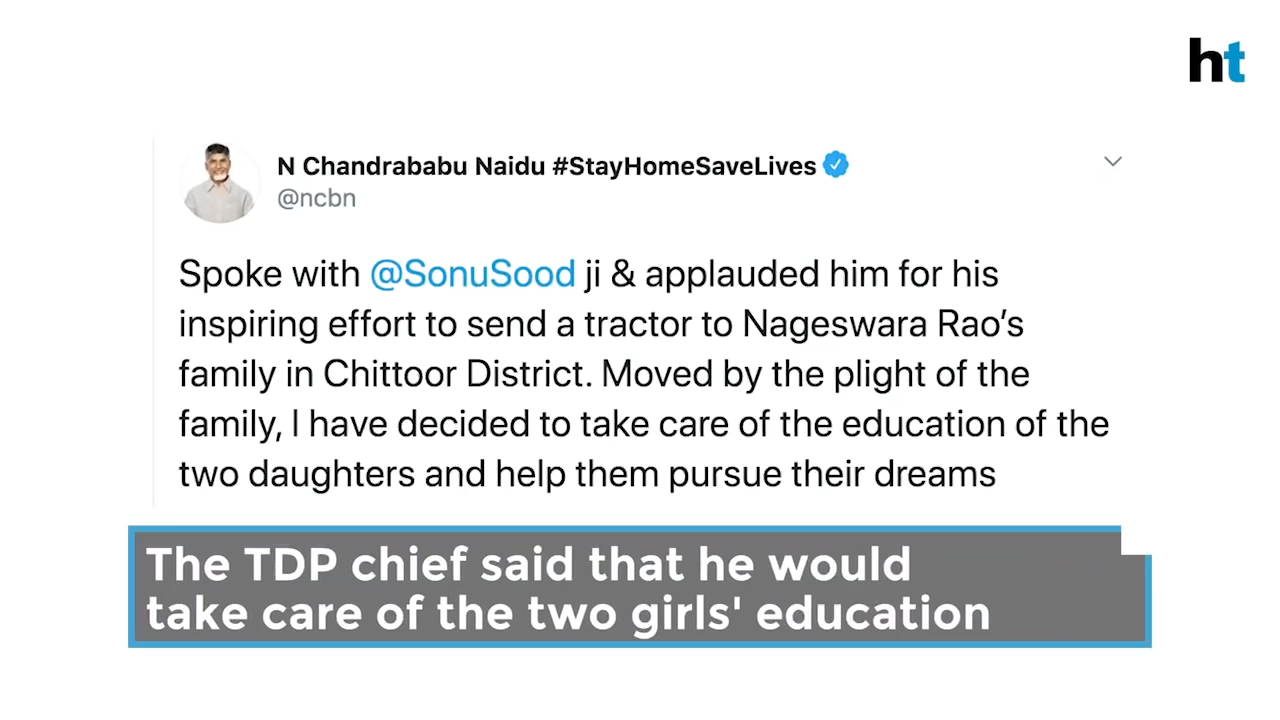 ht
N Chandrababu Naidu #StayHomeSaveLives
@ncbn
Spoke with @SonuSood ji & applauded him for his
inspiring effort to send a tractor to Nageswara Rao’s
family in Chittoor District. Moved by the plight of the
family, I have decided to take care of the education of the
two daughters and help them pursue their dreams
The TDP chief said that he would
take care of the two girls' education